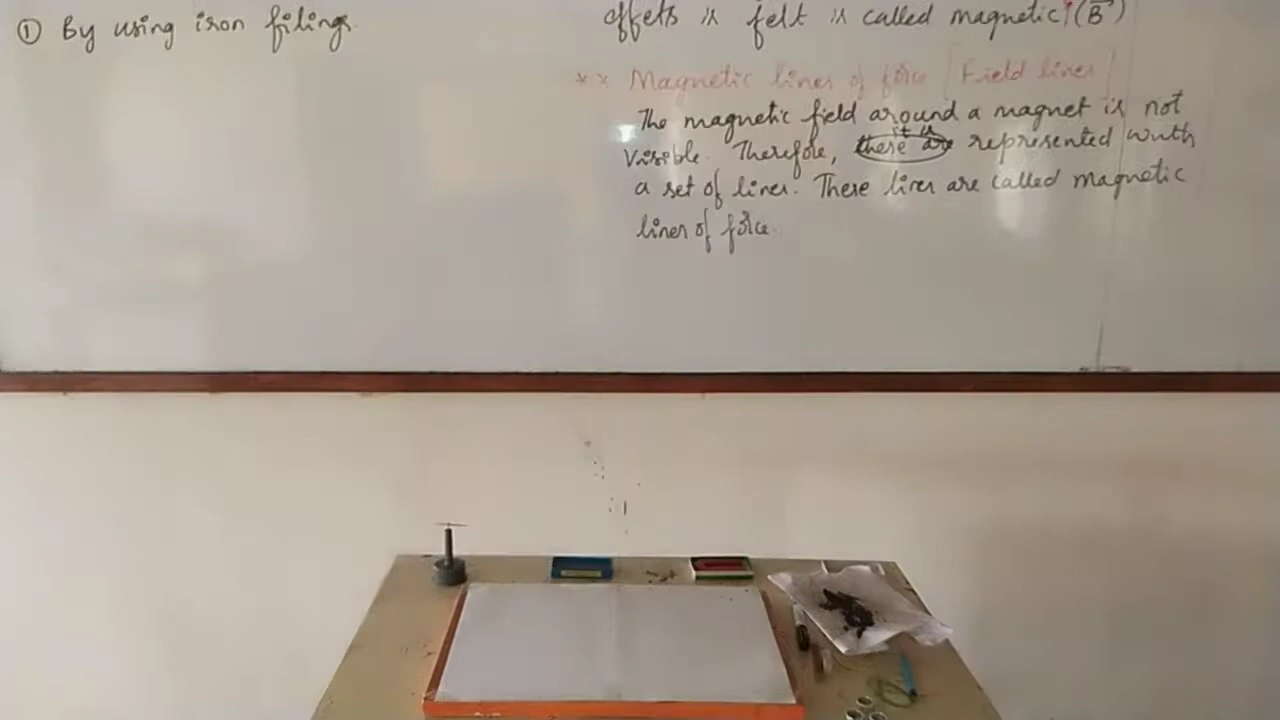 ① By using iron filings
effets is felt is called magnetic (B⃗)
** Magnetic lines of force [Field lines]
The magnetic field around a magnet is not
visible. Therefore, it is represented with
a set of lines. These lines are called magnetic
lines of force.